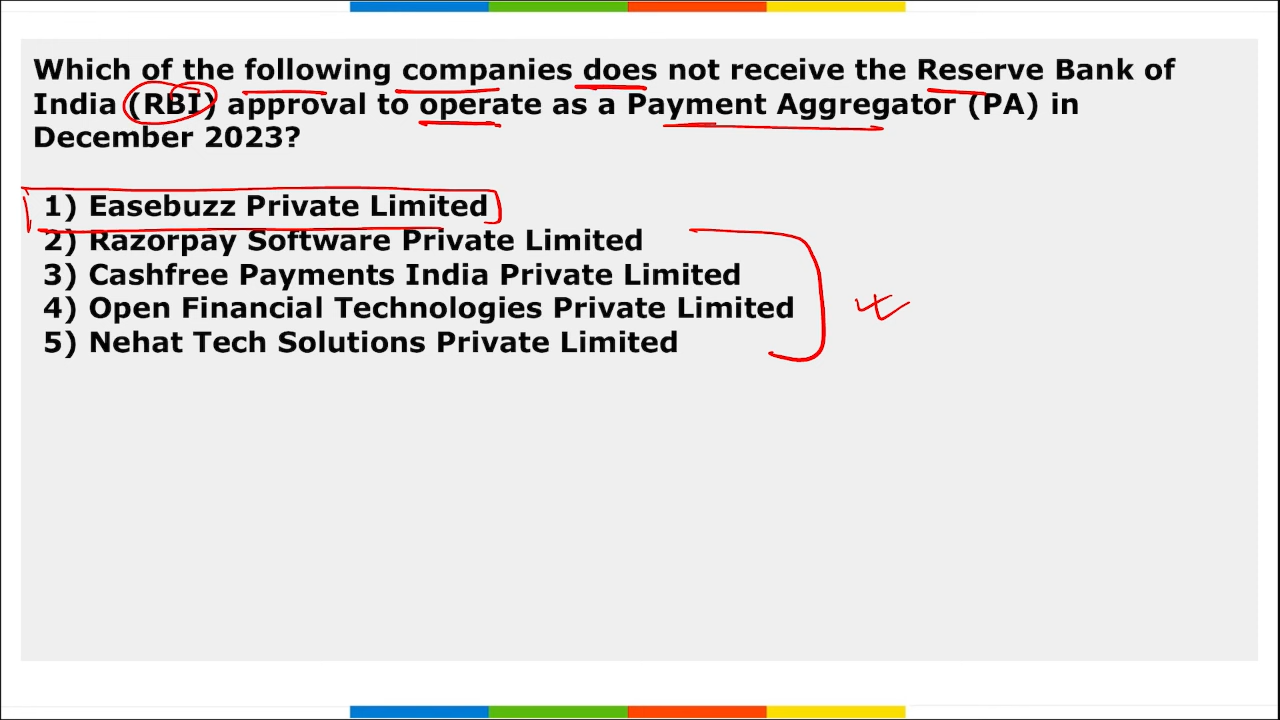 Which of the following companies does not receive the Reserve Bank of
India (RBI) approval to operate as a Payment Aggregator (PA) in
December 2023?
1) Easebuzz Private Limited
2) Razorpay Software Private Limited
3) Cashfree Payments India Private Limited
4) Open Financial Technologies Private Limited
5) Nehat Tech Solutions Private Limited